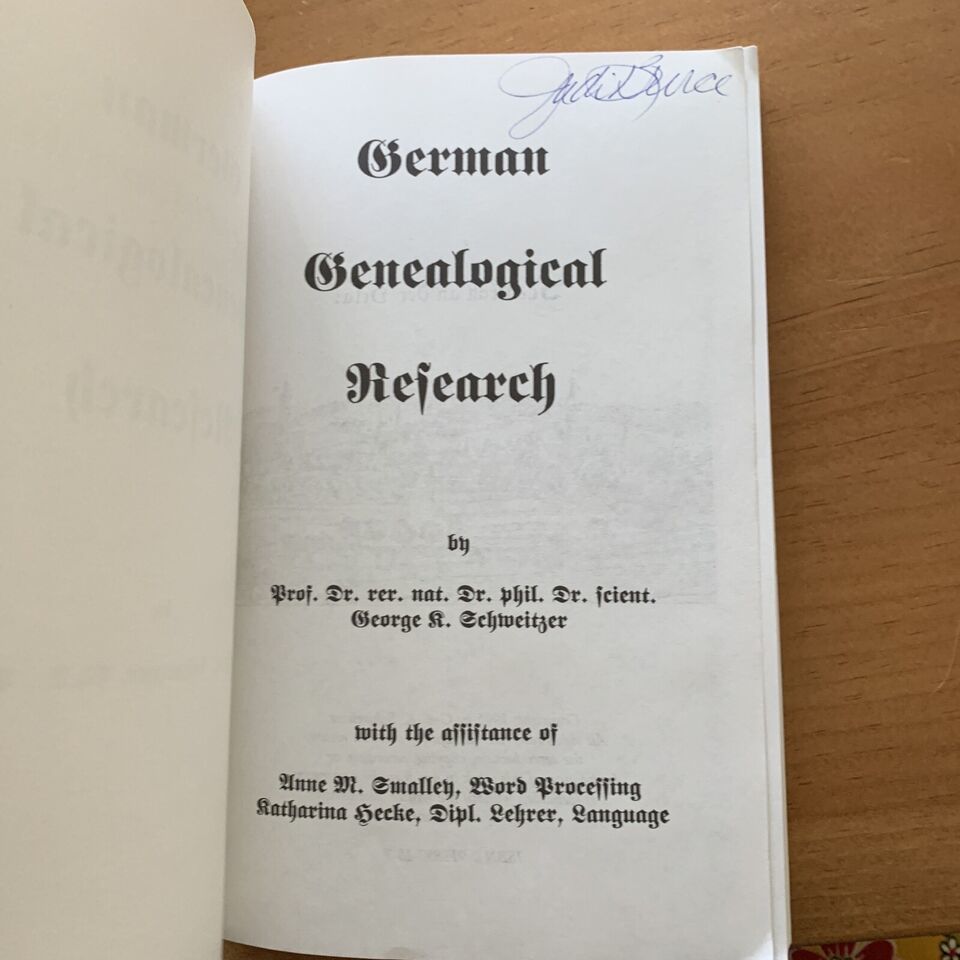 Judi
German
Genealogical
Reſearch
by
Prof. Dr. rer. nat. Dr. phil. Dr. ſcient.
George K. Schweitzer
with the aſſiſtance of
Anne M. Smalley, Word Proceſſing
Katharina Hecke, Dipl. Lehrer, Language